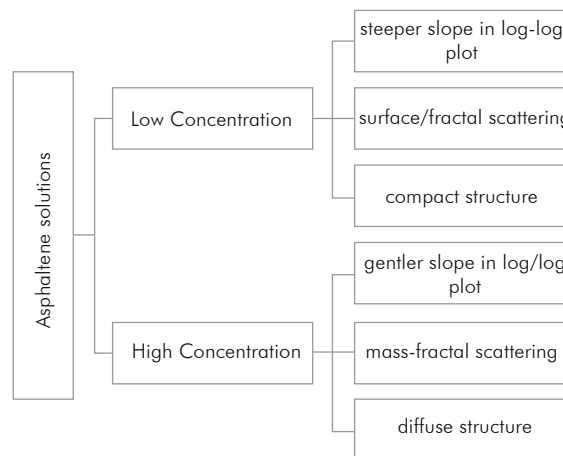 Asphaltene solutions
Low Concentration
steeper slope in log-log
plot
surface/fractal scattering
compact structure
High Concentration
gentler slope in log/log
plot
mass-fractal scattering
diffuse structure